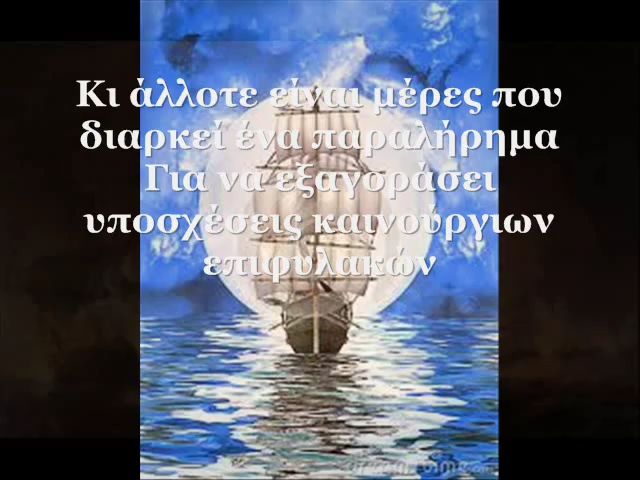 Κι άλλοτε είναι μέρες που
διαρκεί ένα παραλήρημα
Για να εξαγοράσει
υποσχέσεις καινούργιων
επιφυλακών